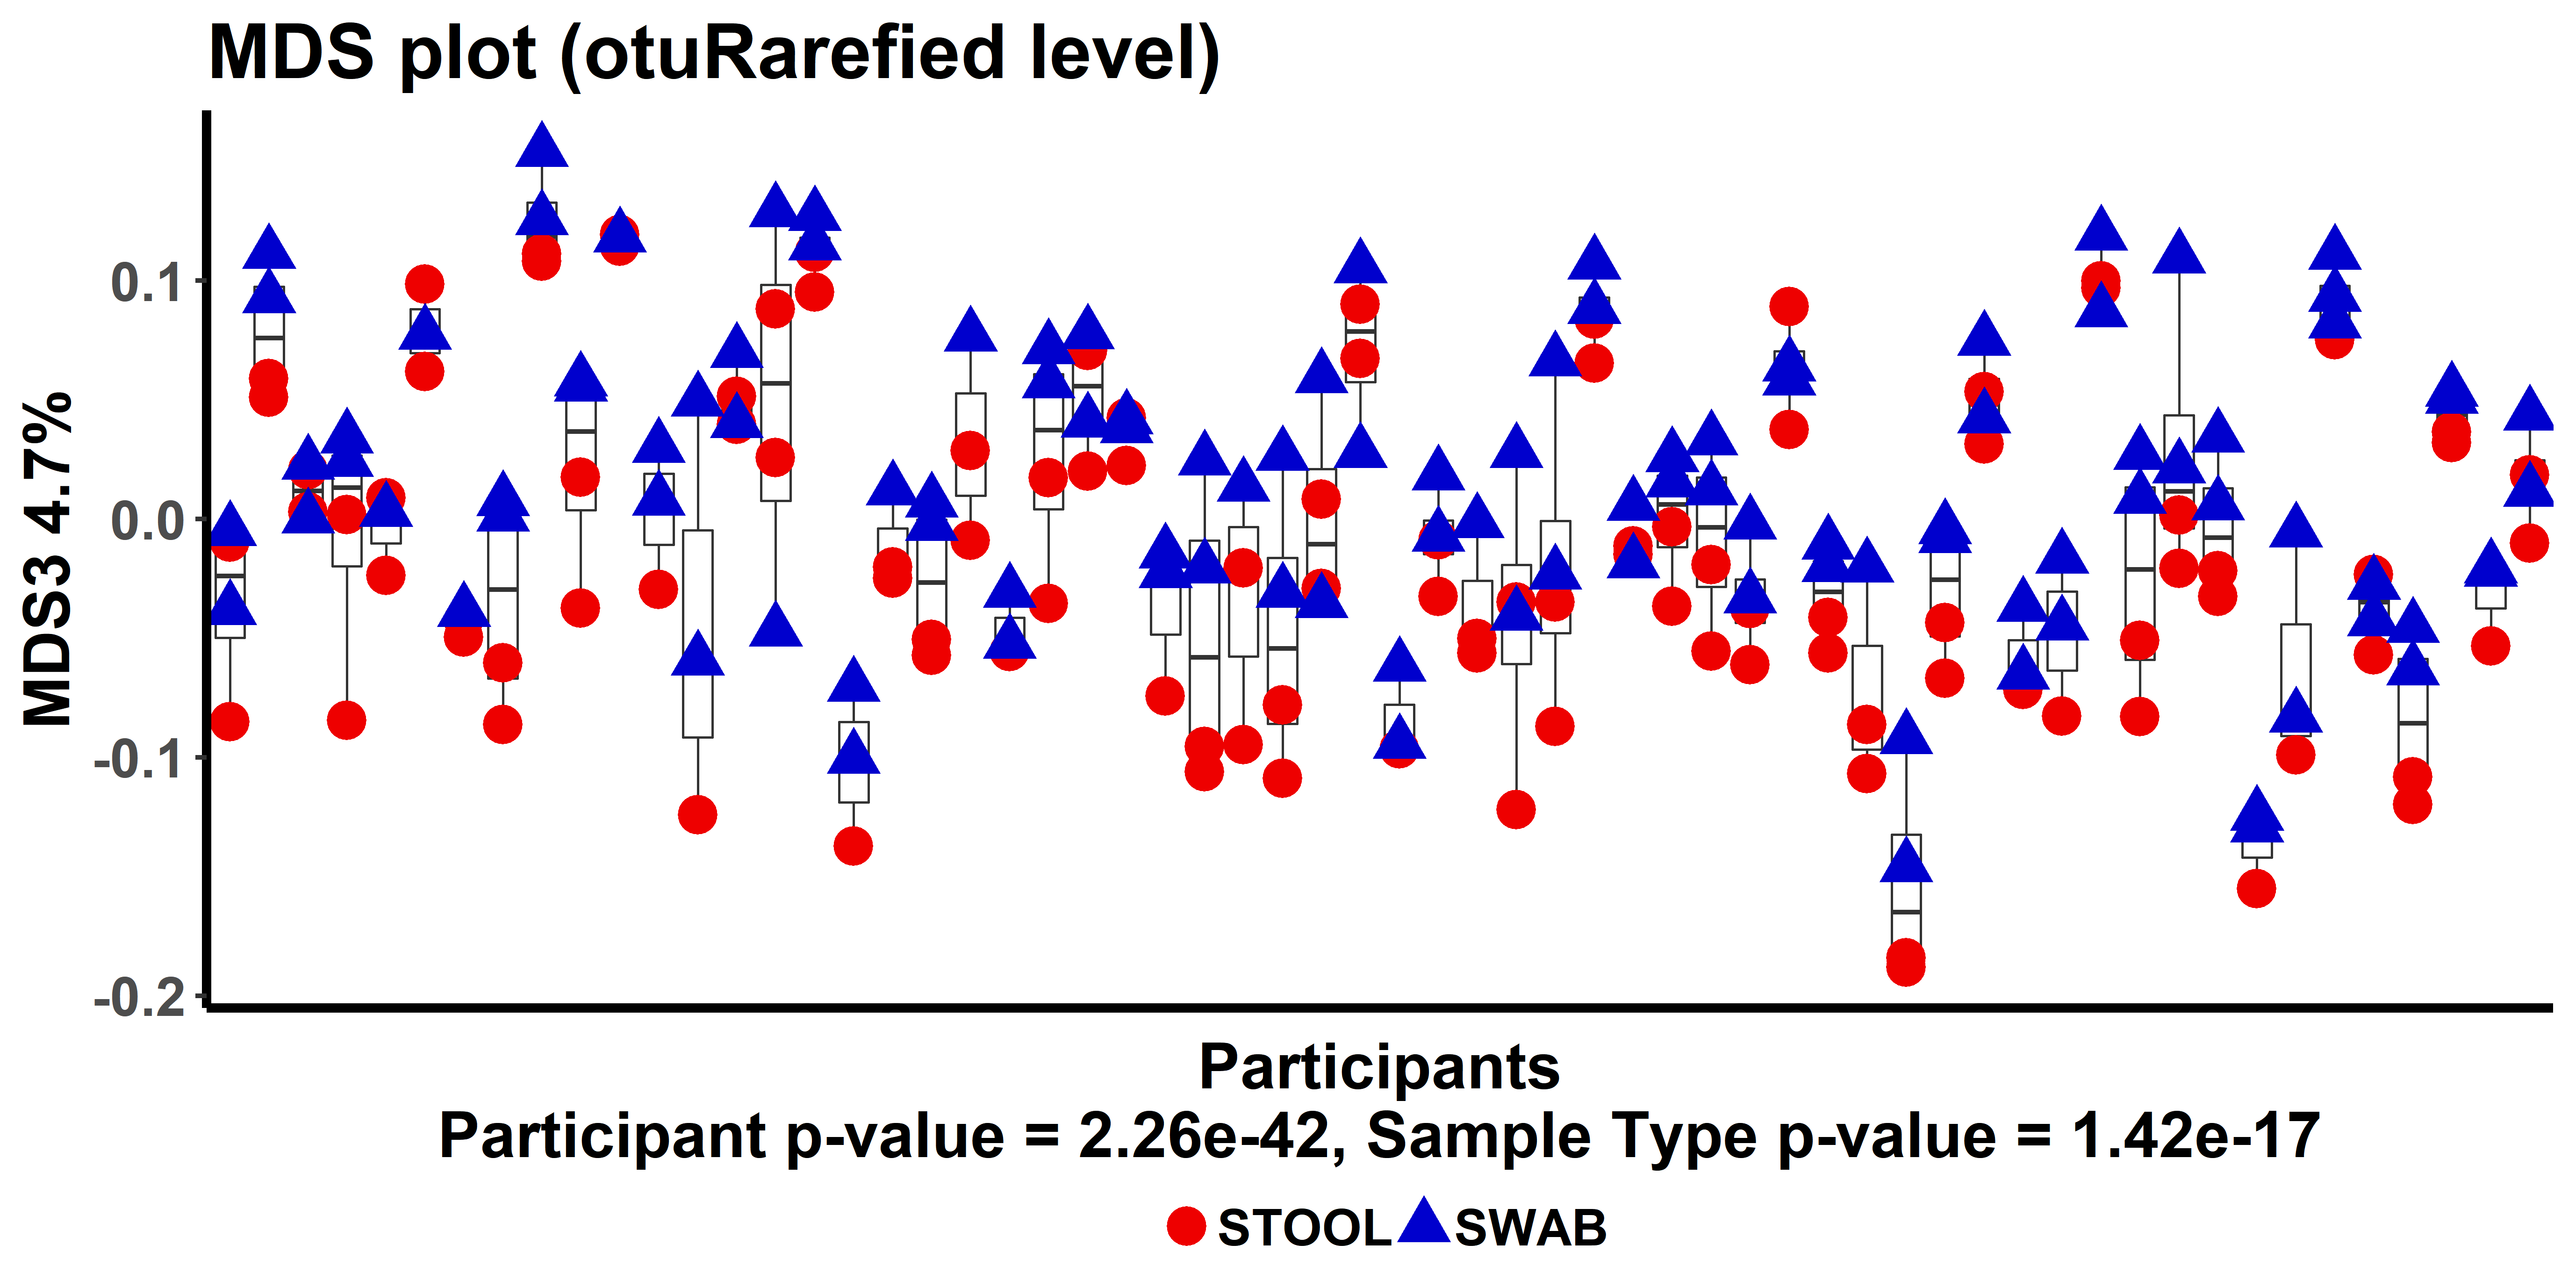 MDS plot (otuRarefied level)
MDS3 4.7%
0.1
0.0
-0.1
-0.2
Participants
Participant p-value = 2.26e-42, Sample Type p-value = 1.42e-17
STOOL SWAB